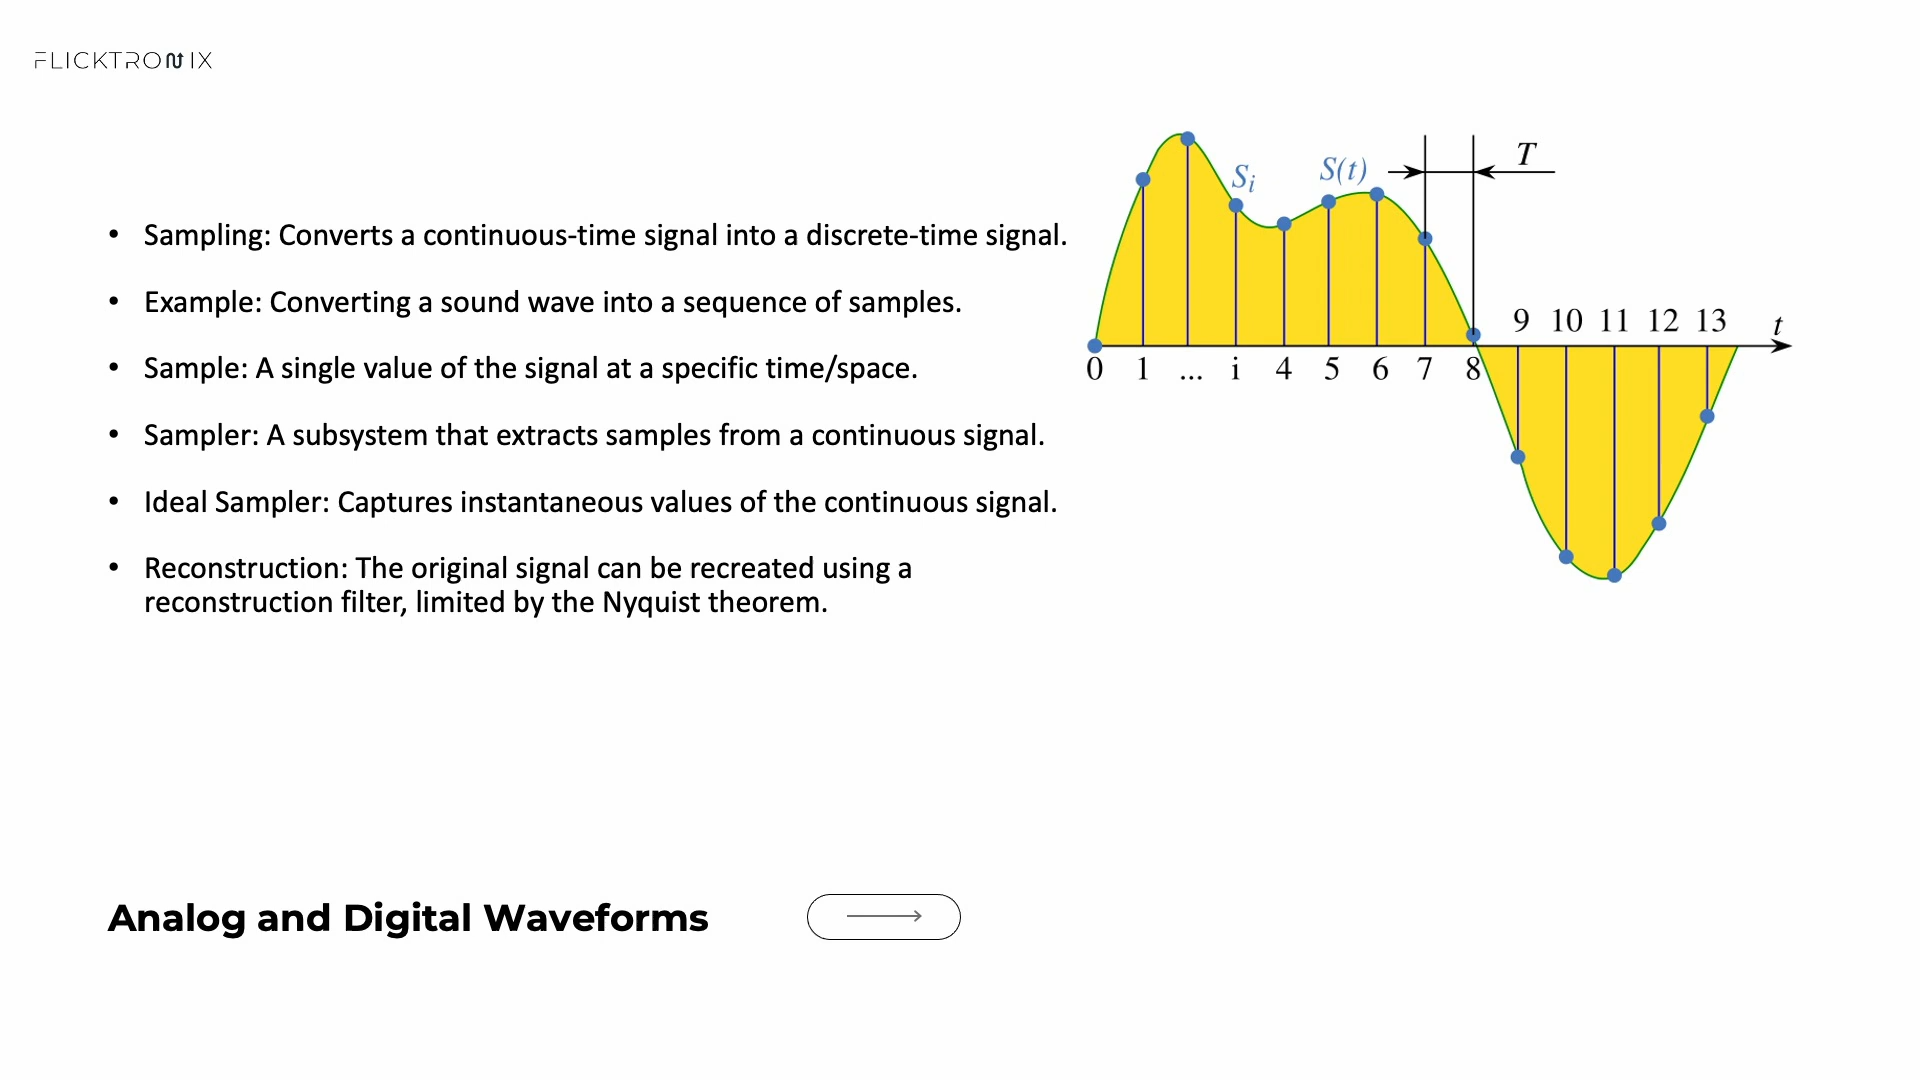 FLICKTRONIX
• Sampling: Converts a continuous-time signal into a discrete-time signal.
• Example: Converting a sound wave into a sequence of samples.
• Sample: A single value of the signal at a specific time/space.
• Sampler: A subsystem that extracts samples from a continuous signal.
• Ideal Sampler: Captures instantaneous values of the continuous signal.
• Reconstruction: The original signal can be recreated using a
reconstruction filter, limited by the Nyquist theorem.
Si S(t) T
9 10 11 12 13 t
0 1 ... i 4 5 6 7 8
Analog and Digital Waveforms